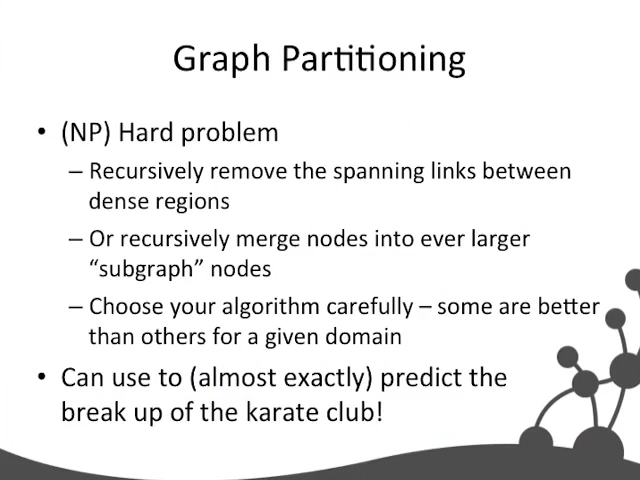 Graph Partitioning
• (NP) Hard problem
– Recursively remove the spanning links between
dense regions
– Or recursively merge nodes into ever larger
“subgraph” nodes
– Choose your algorithm carefully – some are better
than others for a given domain
• Can use to (almost exactly) predict the
break up of the karate club!